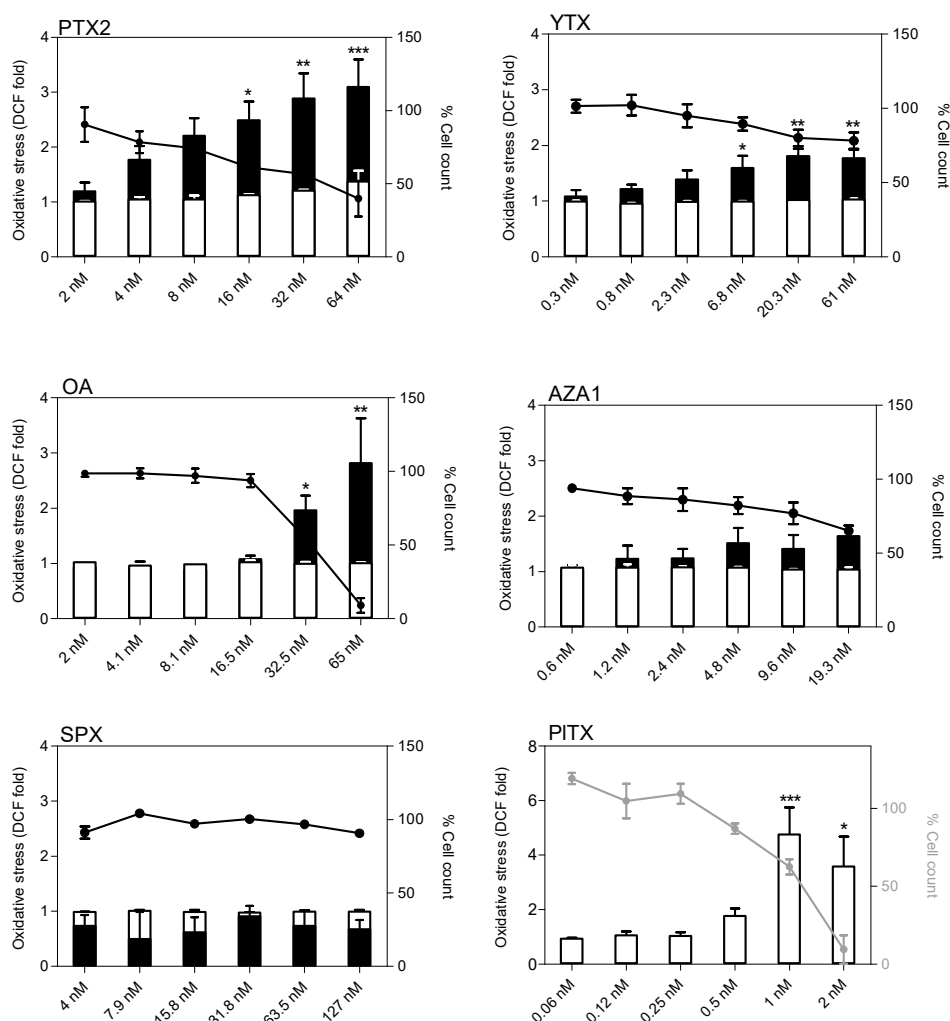 PTX2
Oxidative stress (DCF fold)
4
3
2
1
0
150
100
50
0
% Cell count
*
**
***
2 nM
4 nM
8 nM
16 nM
32 nM
64 nM
YTX
Oxidative stress (DCF fold)
4
3
2
1
0
150
100
50
0
% Cell count
*
**
**
0.3 nM
0.8 nM
2.3 nM
6.8 nM
20.3 nM
61 nM
OA
Oxidative stress (DCF fold)
4
3
2
1
0
150
100
50
0
% Cell count
*
**
2 nM
4.1 nM
8.1 nM
16.5 nM
32.5 nM
65 nM
AZA1
Oxidative stress (DCF fold)
4
3
2
1
0
150
100
50
0
% Cell count
0.6 nM
1.2 nM
2.4 nM
4.8 nM
9.6 nM
19.3 nM
SPX
Oxidative stress (DCF fold)
4
3
2
1
0
150
100
50
0
% Cell count
4 nM
7.9 nM
15.8 nM
31.8 nM
63.5 nM
127 nM
PlTX
Oxidative stress (DCF fold)
8
6
4
2
0
100
50
0
% Cell count
***
*
0.06 nM
0.12 nM
0.25 nM
0.5 nM
1 nM
2 nM